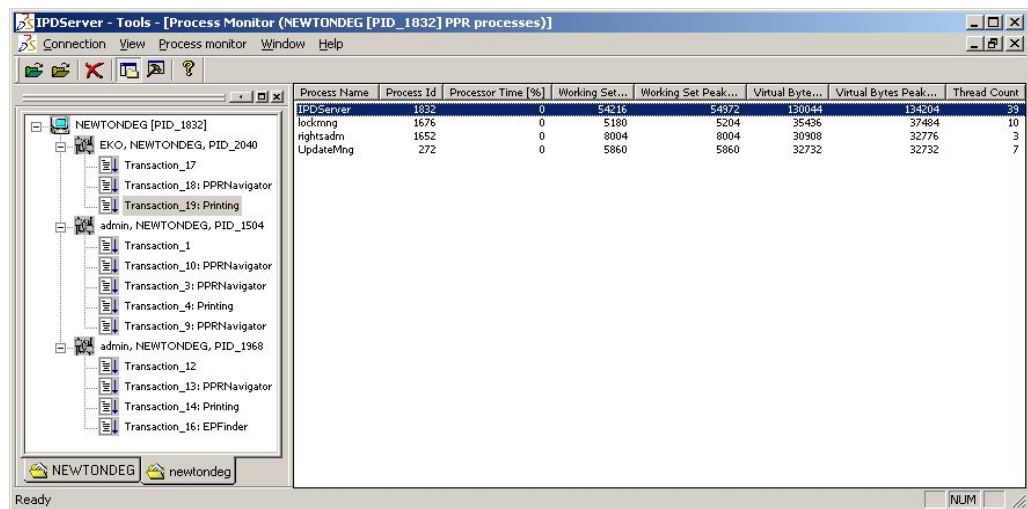 IPDServer - Tools - [Process Monitor (NEWTONDEG [PID_1832] PPR processes)]
Connection View Process monitor Window Help
Process Name Process Id Processor Time [%] Working Set... Working Set Peak... Virtual Byte... Virtual Bytes Peak... Thread Count
IPDServer 1832 0 54216 54972 130044 134204 39
lockmng 1676 0 5180 5204 35436 37484 10
rightsadm 1652 0 8004 8004 30908 32776 3
UpdateMng 272 0 5860 5860 32732 32732 7
NEWTONDEG [PID_1832]
EKO, NEWTONDEG, PID_2040
Transaction_17
Transaction_18: PPRNavigator
Transaction_19: Printing
admin, NEWTONDEG, PID_1504
Transaction_1
Transaction_10: PPRNavigator
Transaction_3: PPRNavigator
Transaction_4: Printing
Transaction_9: PPRNavigator
admin, NEWTONDEG, PID_1968
Transaction_12
Transaction_13: PPRNavigator
Transaction_14: Printing
Transaction_16: EPFinder
NEWTONDEG newtondeg
Ready NUM